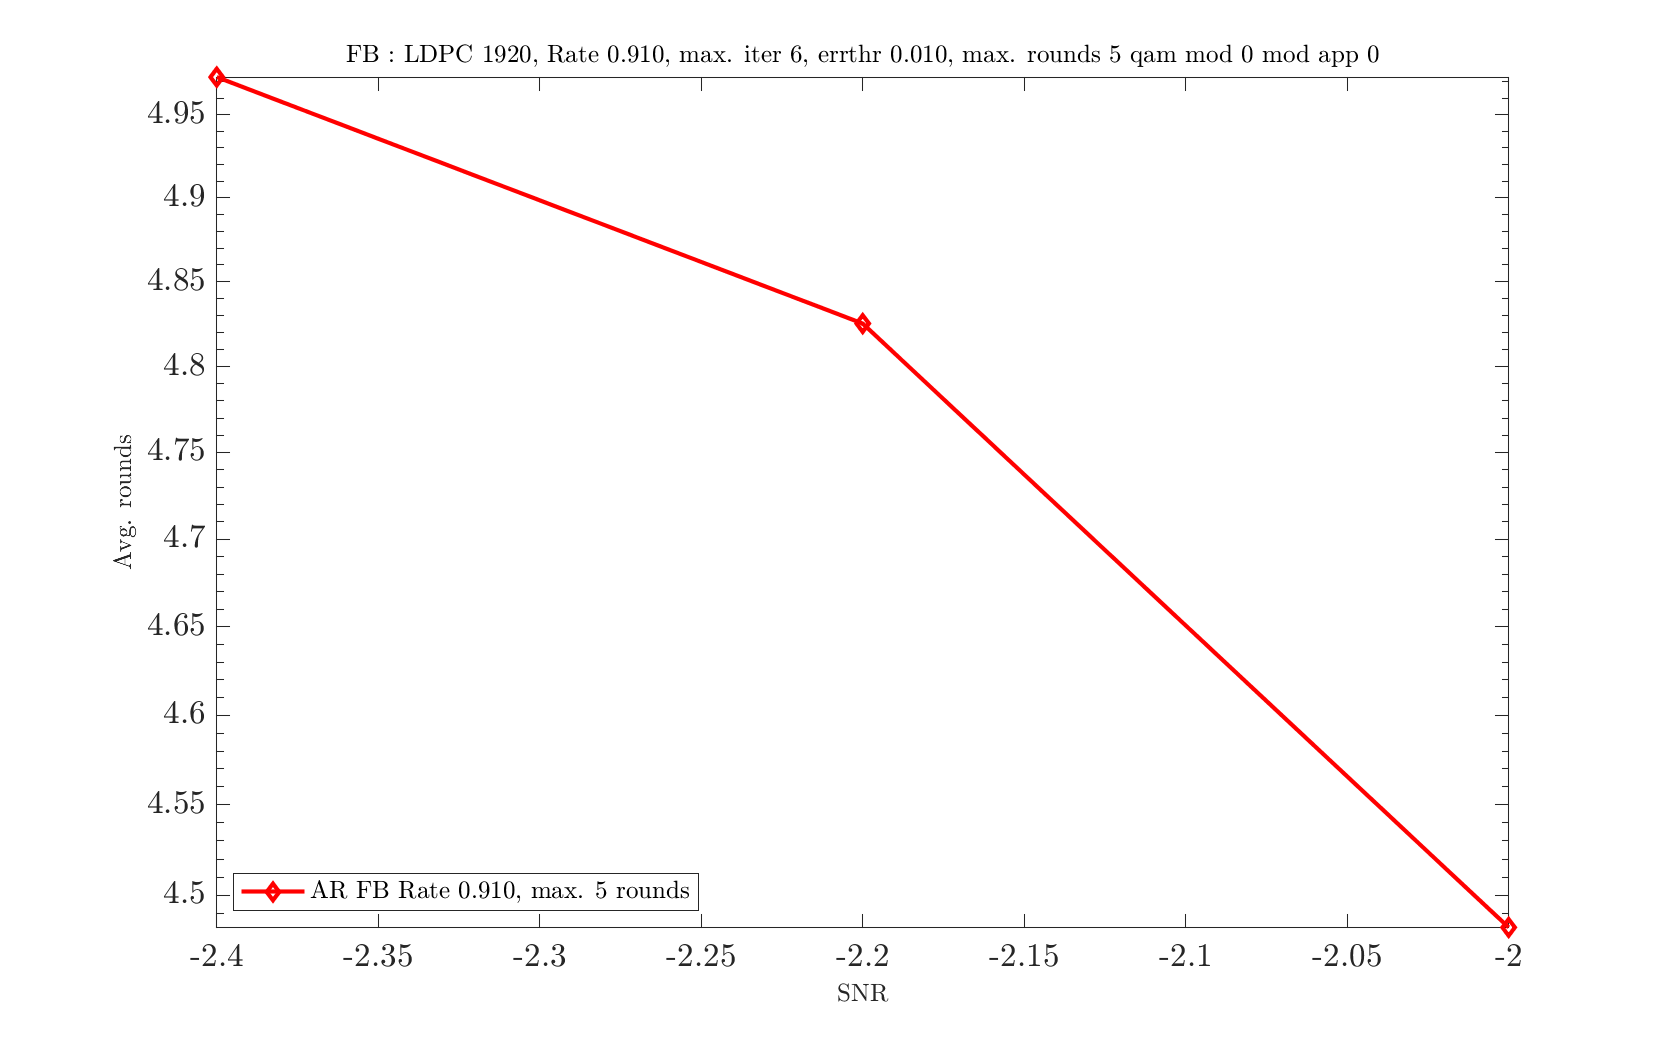 FB : LDPC 1920, Rate 0.910, max. iter 6, errthr 0.010, max. rounds 5 qam mod 0 mod app 0
4.95
4.9
4.85
4.8
4.75
4.7
4.65
4.6
4.55
4.5
Avg. rounds
AR FB Rate 0.910, max. 5 rounds
-2.4 -2.35 -2.3 -2.25 -2.2 -2.15 -2.1 -2.05 -2
SNR